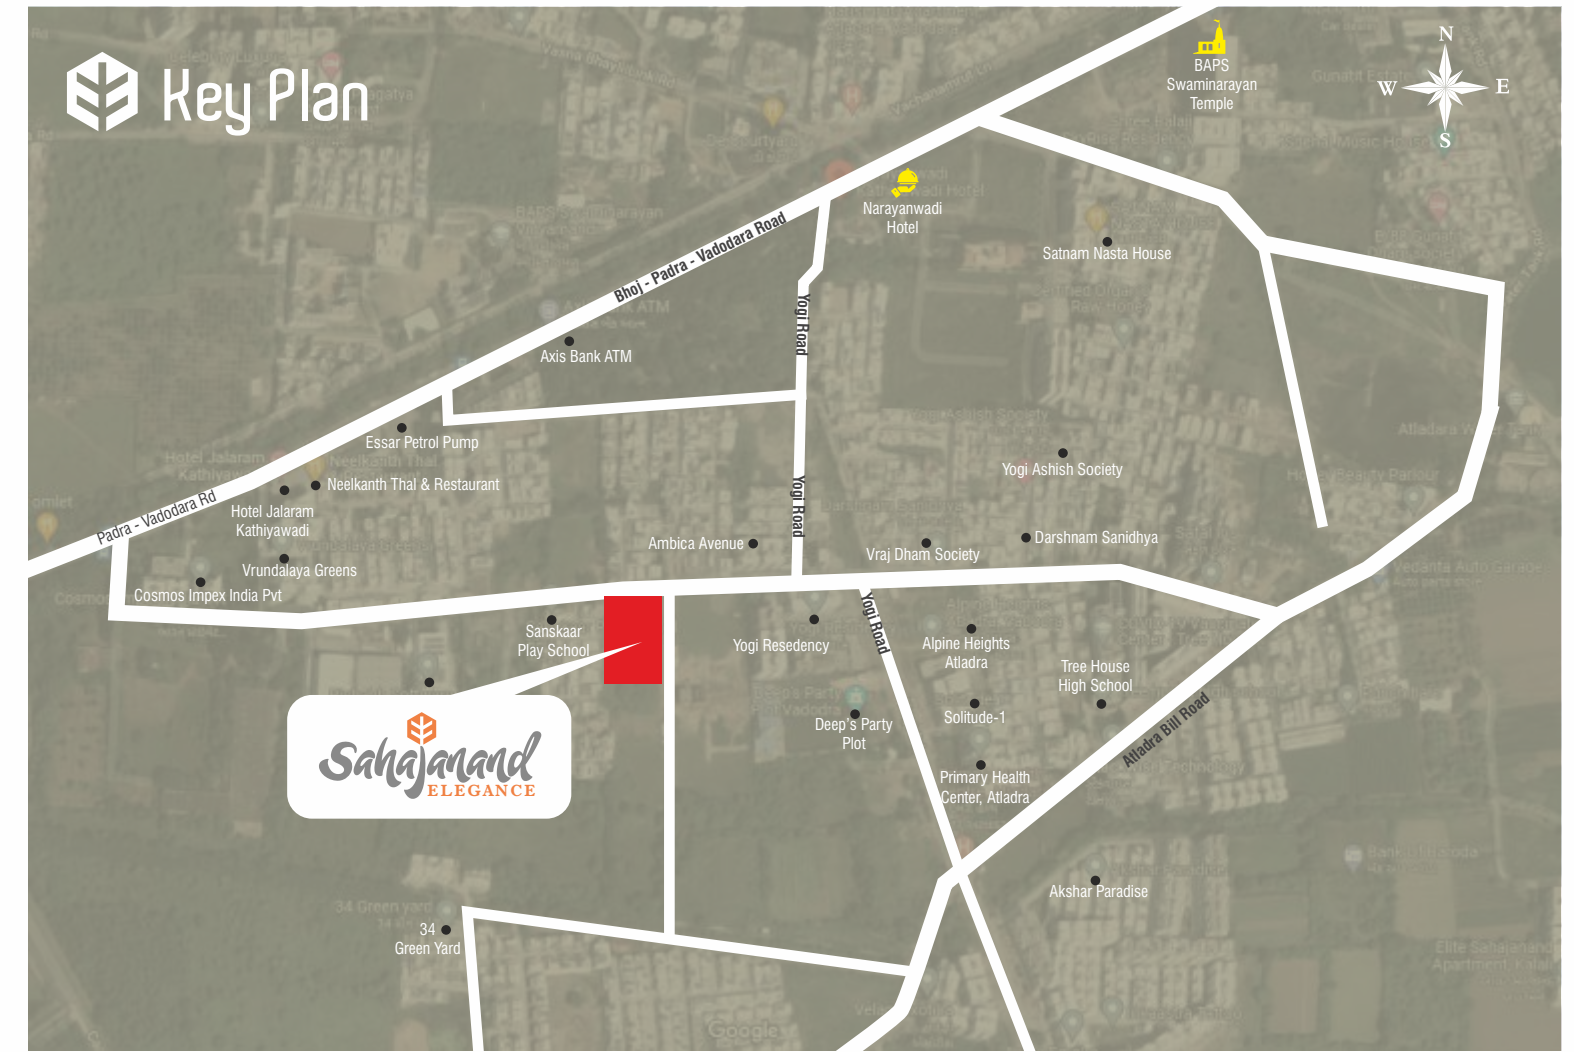 Key Plan
N
W
E
S
BAPS
Swaminarayan
Temple
Narayanwadi
Hotel
Satnam Nasta House
Bhoj - Padra - Vadodara Road
Yogi Road
Axis Bank ATM
Essar Petrol Pump
Neelkanth Thal & Restaurant
Hotel Jalaram
Kathiyawadi
Padra - Vadodara Rd
Yogi Ashish Society
Yogi Road
Ambica Avenue
Vraj Dham Society
Darshnam Sanidhya
Vrundalaya Greens
Cosmos Impex India Pvt
Sanskaar
Play School
Yogi Resedency
Yogi Road
Alpine Heights
Atladra
Tree House
High School
Solitude-1
Deep's Party
Plot
Atladra Bill Road
Primary Health
Center, Atladra
Sahajanand
ELEGANCE
Akshar Paradise
34
Green Yard
Google